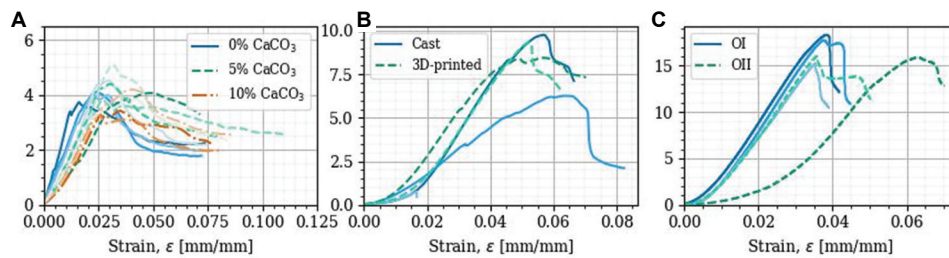 A
6
4
2
0
0.000
0.025
0.050
0.075
0.100
0.125
Strain, ε [mm/mm]
0% CaCO₃
5% CaCO₃
10% CaCO₃
B
10.0
7.5
5.0
2.5
0.0
0.00
0.02
0.04
0.06
0.08
Strain, ε [mm/mm]
Cast
3D-printed
C
15
10
5
0
0.00
0.02
0.04
0.06
Strain, ε [mm/mm]
OI
OII